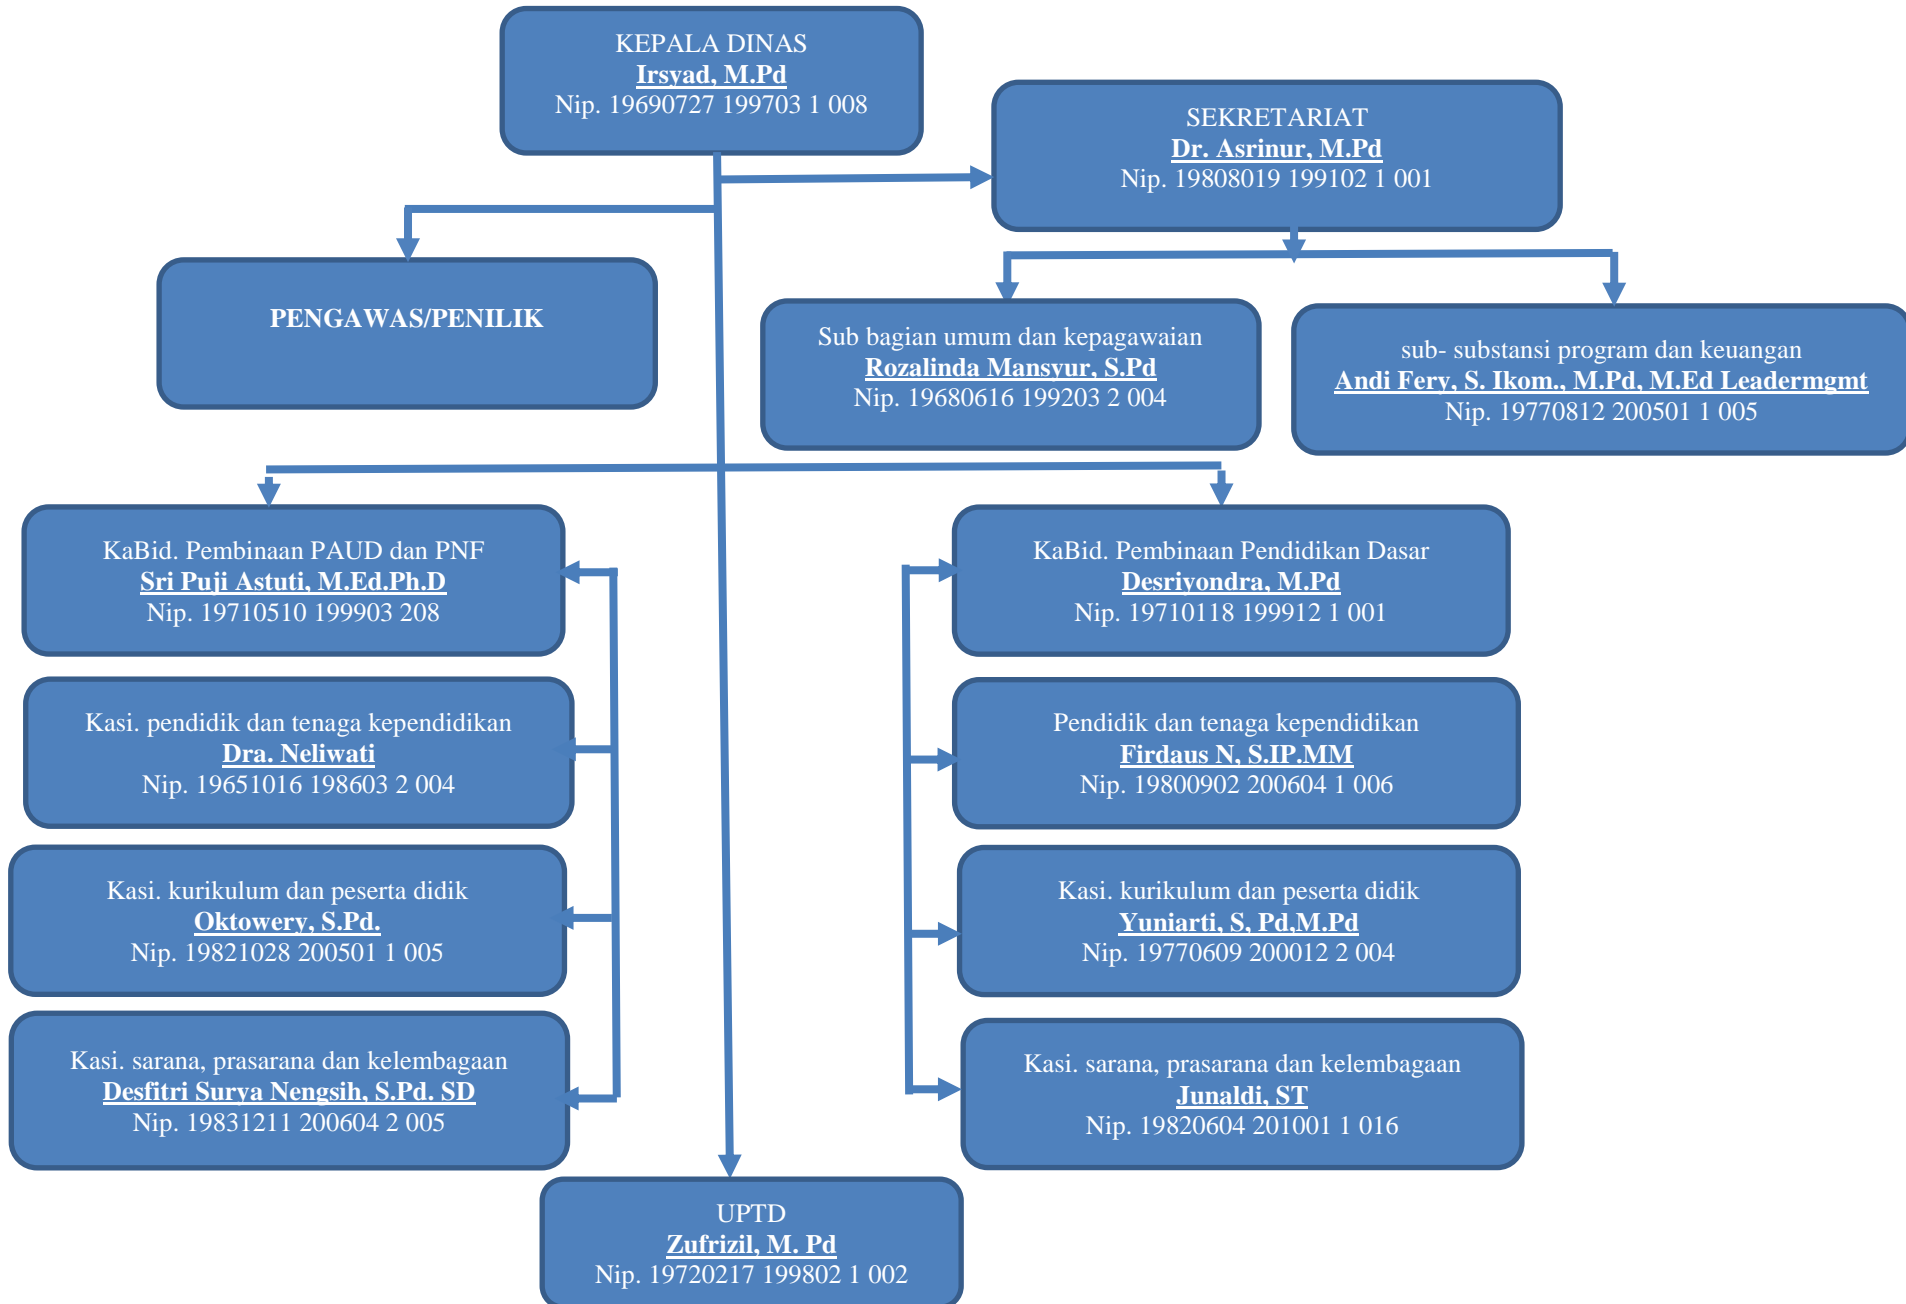 KEPALA DINAS
Irsyad, M.Pd
Nip. 19690727 199703 1 008
SEKRETARIAT
Dr. Asrinur, M.Pd
Nip. 19808019 199102 1 001
PENGAWAS/PENILIK
Sub bagian umum dan kepagawaian
Rozalinda Mansyur, S.Pd
Nip. 19680616 199203 2 004
sub- substansi program dan keuangan
Andi Fery, S. Ikom., M.Pd, M.Ed Leadermgmt
Nip. 19770812 200501 1 005
KaBid. Pembinaan PAUD dan PNF
Sri Puji Astuti, M.Ed.Ph.D
Nip. 19710510 199903 208
KaBid. Pembinaan Pendidikan Dasar
Desriyondra, M.Pd
Nip. 19710118 199912 1 001
Kasi. pendidik dan tenaga kependidikan
Dra. Neliwati
Nip. 19651016 198603 2 004
Pendidik dan tenaga kependidikan
Firdaus N, S.IP.MM
Nip. 19800902 200604 1 006
Kasi. kurikulum dan peserta didik
Oktowery, S.Pd.
Nip. 19821028 200501 1 005
Kasi. kurikulum dan peserta didik
Yuniarti, S, Pd,M.Pd
Nip. 19770609 200012 2 004
Kasi. sarana, prasarana dan kelembagaan
Desfitri Surya Nengsih, S.Pd. SD
Nip. 19831211 200604 2 005
Kasi. sarana, prasarana dan kelembagaan
Junaldi, ST
Nip. 19820604 201001 1 016
UPTD
Zufrizil, M. Pd
Nip. 19720217 199802 1 002